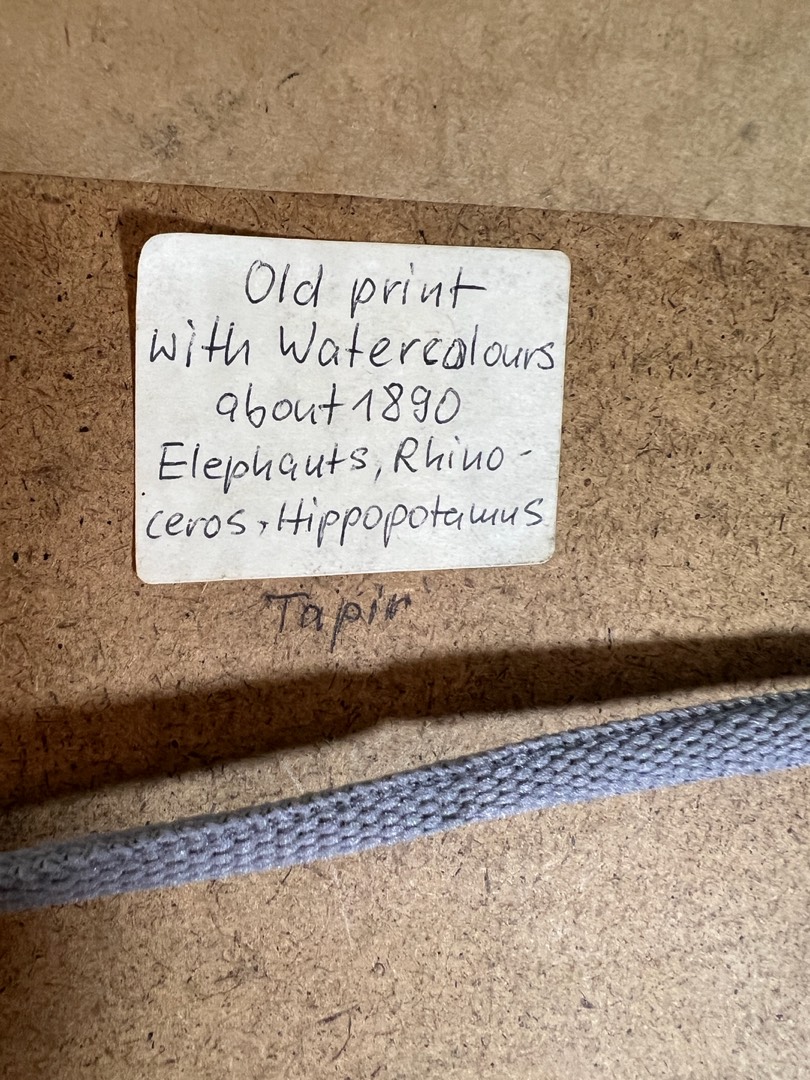 Old print
with Watercolours
about 1890
Elephants, Rhino-
ceros, Hippopotamus
Tapir